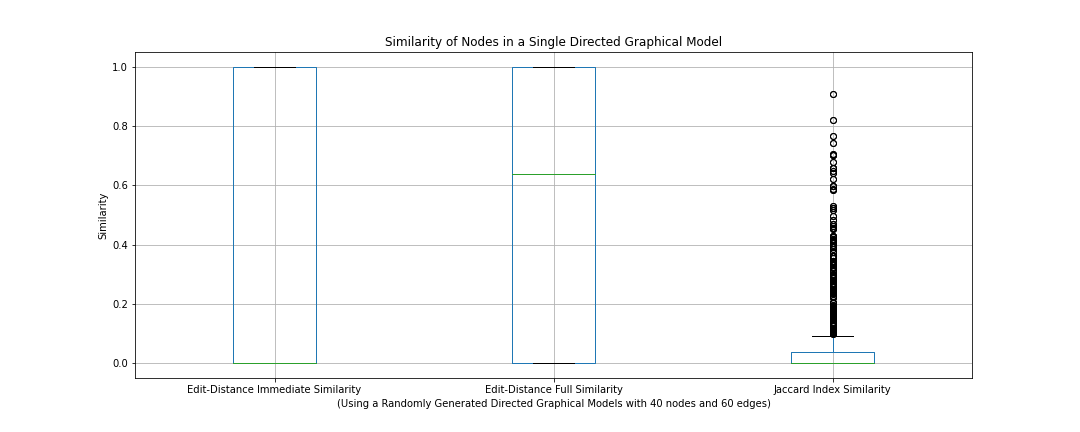 Similarity of Nodes in a Single Directed Graphical Model
1.0
0.8
0.6
0.4
0.2
0.0
Similarity
Edit-Distance Immediate Similarity
Edit-Distance Full Similarity
Jaccard Index Similarity
(Using a Randomly Generated Directed Graphical Models with 40 nodes and 60 edges)